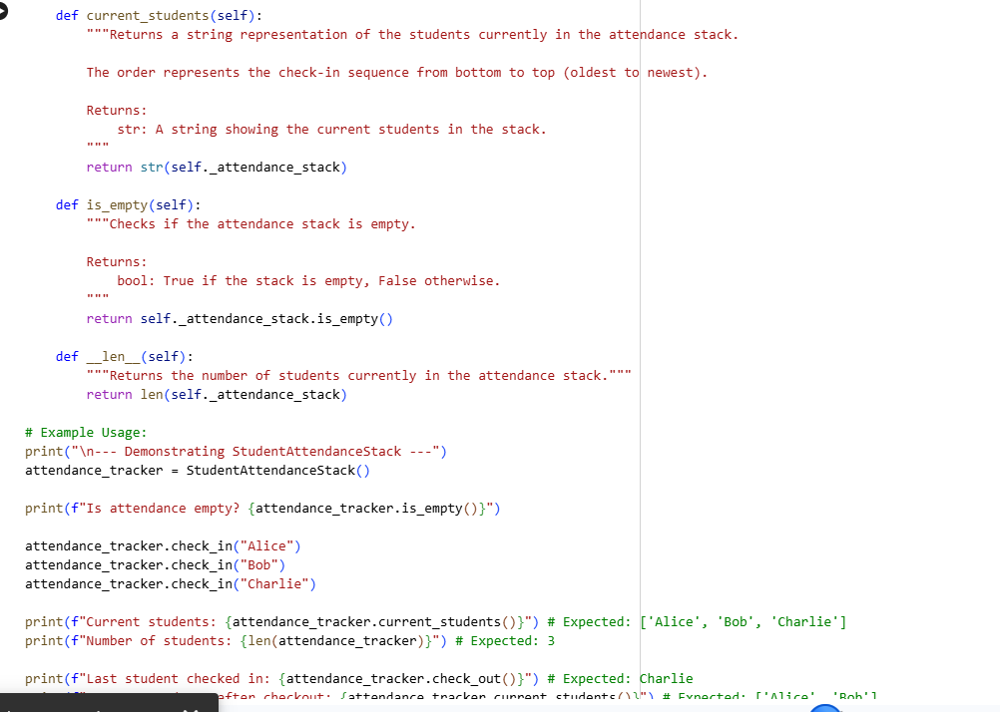 def current_students(self):
"""Returns a string representation of the students currently in the attendance stack.
The order represents the check-in sequence from bottom to top (oldest to newest).
Returns:
str: A string showing the current students in the stack.
"""
return str(self._attendance_stack)
def is_empty(self):
"""Checks if the attendance stack is empty.
Returns:
bool: True if the stack is empty, False otherwise.
"""
return self._attendance_stack.is_empty()
def __len__(self):
"""Returns the number of students currently in the attendance stack."""
return len(self._attendance_stack)
# Example Usage:
print("\n--- Demonstrating StudentAttendanceStack ---")
attendance_tracker = StudentAttendanceStack()
print(f"Is attendance empty? {attendance_tracker.is_empty()}")
attendance_tracker.check_in("Alice")
attendance_tracker.check_in("Bob")
attendance_tracker.check_in("Charlie")
print(f"Current students: {attendance_tracker.current_students()}") # Expected: ['Alice', 'Bob', 'Charlie']
print(f"Number of students: {len(attendance_tracker)}") # Expected: 3
print(f"Last student checked in: {attendance_tracker.check_out()}") # Expected: Charlie
after checkout: {attendance_tracker.current_students()}") # Expected: ['Alice', 'Bob']